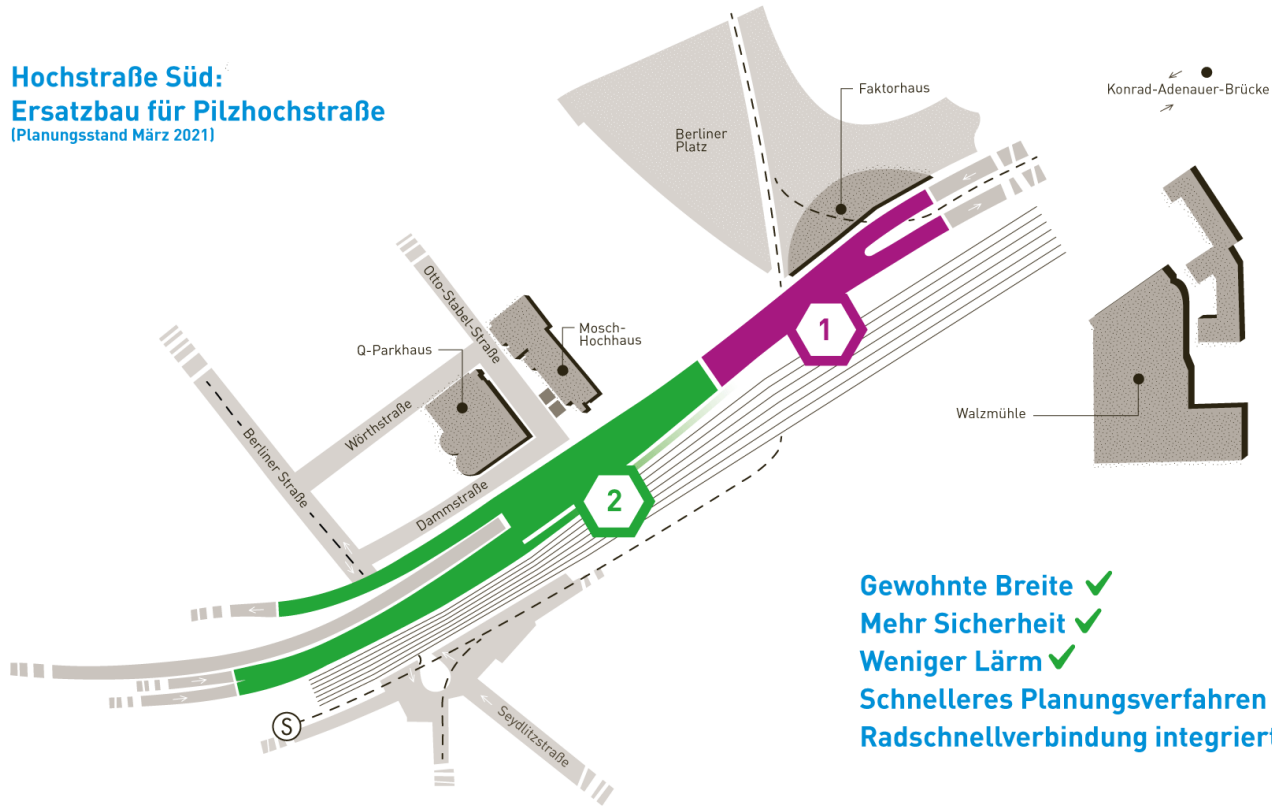 Hochstraße Süd:
Ersatzbau für Pilzhochstraße
(Planungsstand März 2021)
Faktorhaus
Konrad-Adenauer-Brücke
Berliner
Platz
Otto-Stabel-Straße
Mosch-
Hochhaus
Q-Parkhaus
1
Walzmühle
Wörthstraße
Berliner Straße
Dammstraße
2
Gewohnte Breite
Mehr Sicherheit
Weniger Lärm
Schnelleres Planungsverfahren
Radschnellverbindung integriert
S
Seydlitzstraße